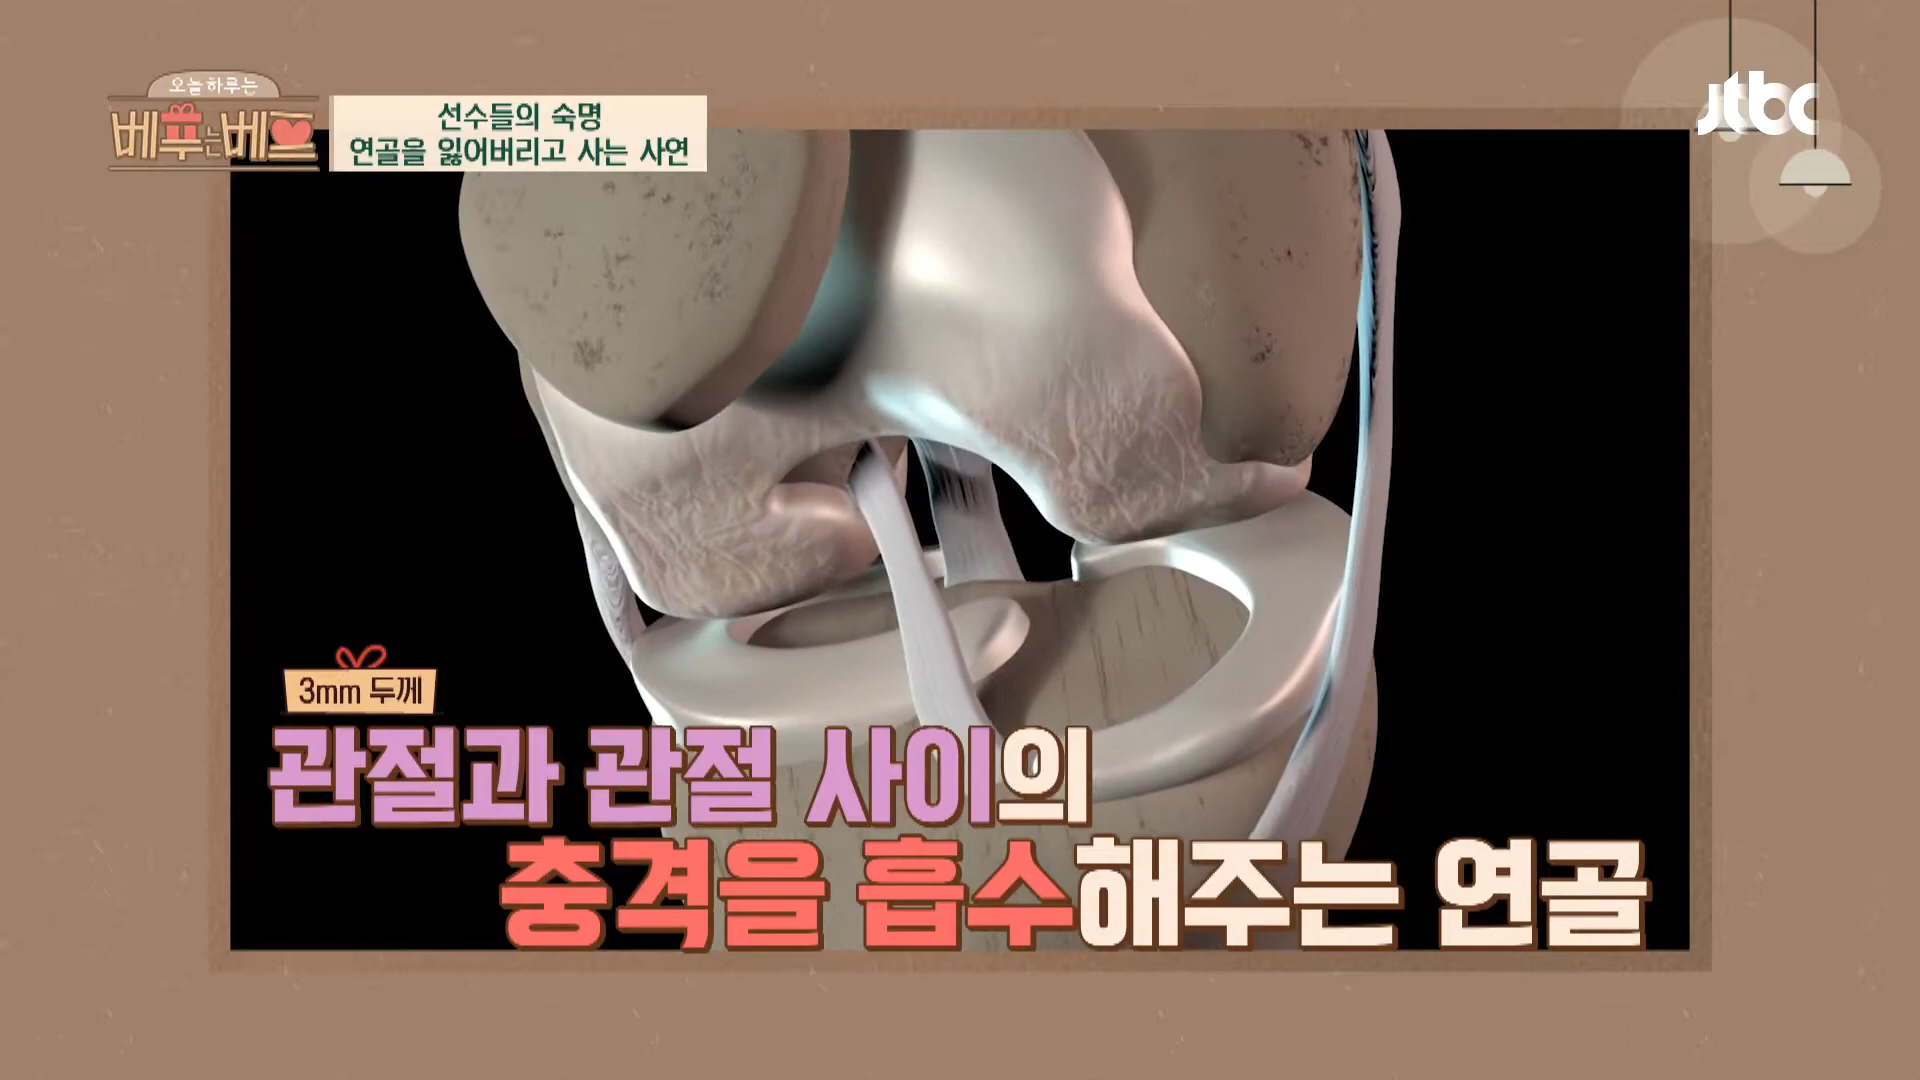 오늘 하루는
베푸는 베프
선수들의 숙명
연골을 잃어버리고 사는 사연
jtbc
3mm 두께
관절과 관절 사이의
충격을 흡수해주는 연골